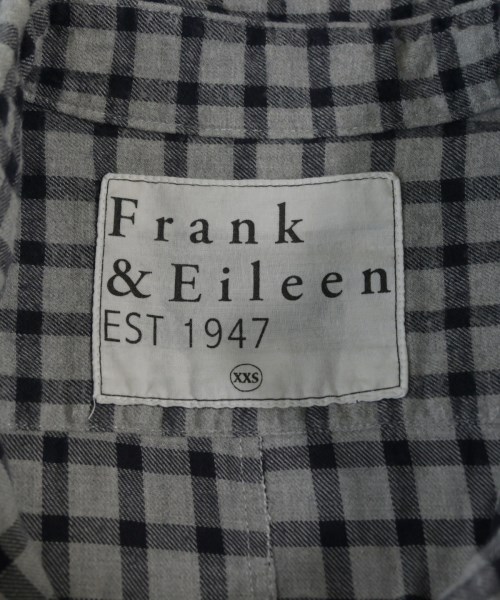 Frank
& Eileen
EST 1947
XXS